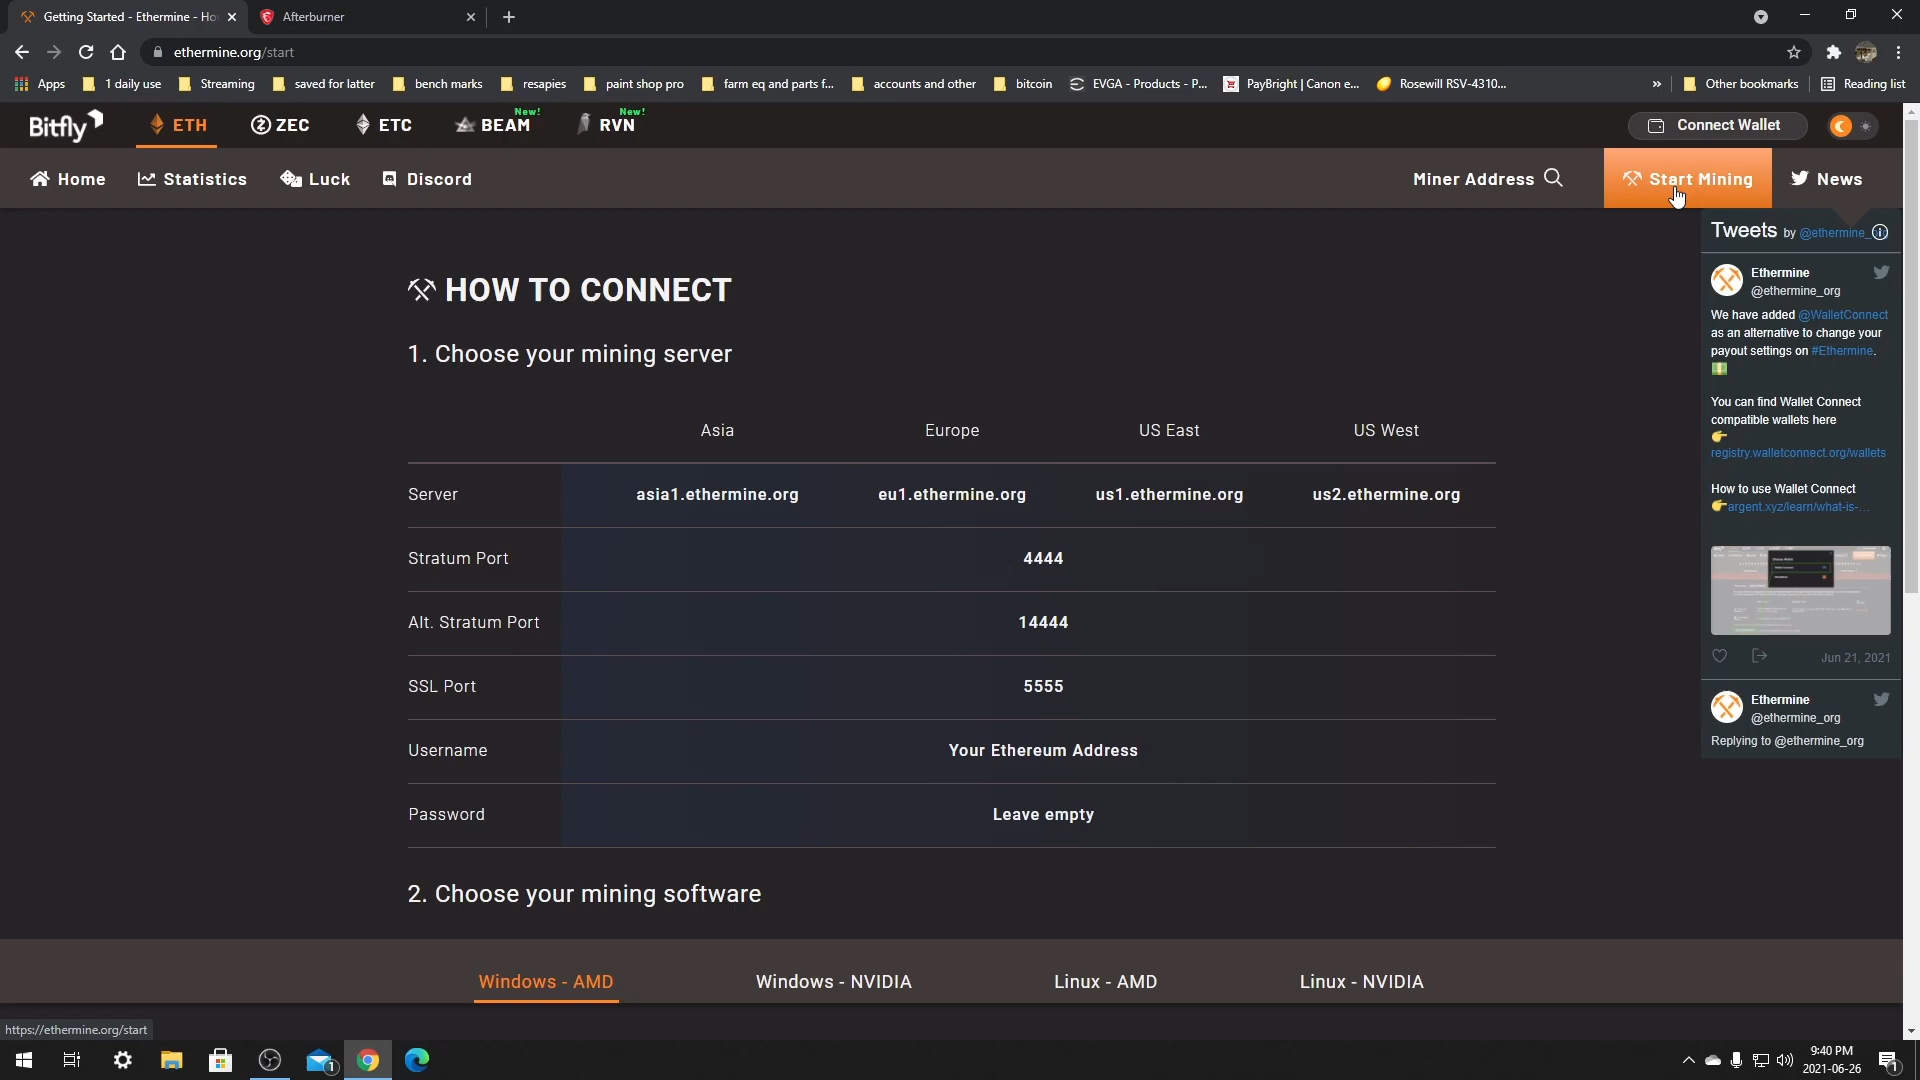 Getting Started - Ethermine - Ho
Afterburner
ethermine.org/start
Apps
1 daily use
Streaming
saved for latter
bench marks
resapies
paint shop pro
farm eq and parts f...
accounts and other
bitcoin
EVGA - Products - P...
PayBright | Canon e...
Rosewill RSV-4310...
»
Other bookmarks
Reading list
Bitfly
ETH
ZEC
ETC
BEAM New!
RVN New!
Connect Wallet
Home
Statistics
Luck
Discord
Miner Address
Start Mining
News
HOW TO CONNECT
1. Choose your mining server
Asia Europe US East US West
Server asia1.ethermine.org eu1.ethermine.org us1.ethermine.org us2.ethermine.org
Stratum Port 4444
Alt. Stratum Port 14444
SSL Port 5555
Username Your Ethereum Address
Password Leave empty
2. Choose your mining software
Windows - AMD
Windows - NVIDIA
Linux - AMD
Linux - NVIDIA
Tweets by @ethermine_
Ethermine
@ethermine_org
We have added @WalletConnect
as an alternative to change your
payout settings on #Ethermine.
You can find Wallet Connect
compatible wallets here
registry.walletconnect.org/wallets
How to use Wallet Connect
argent.xyz/learn/what-is-...
Jun 21, 2021
Ethermine
@ethermine_org
Replying to @ethermine_org
https://ethermine.org/start
1
9:40 PM
2021-06-26
1